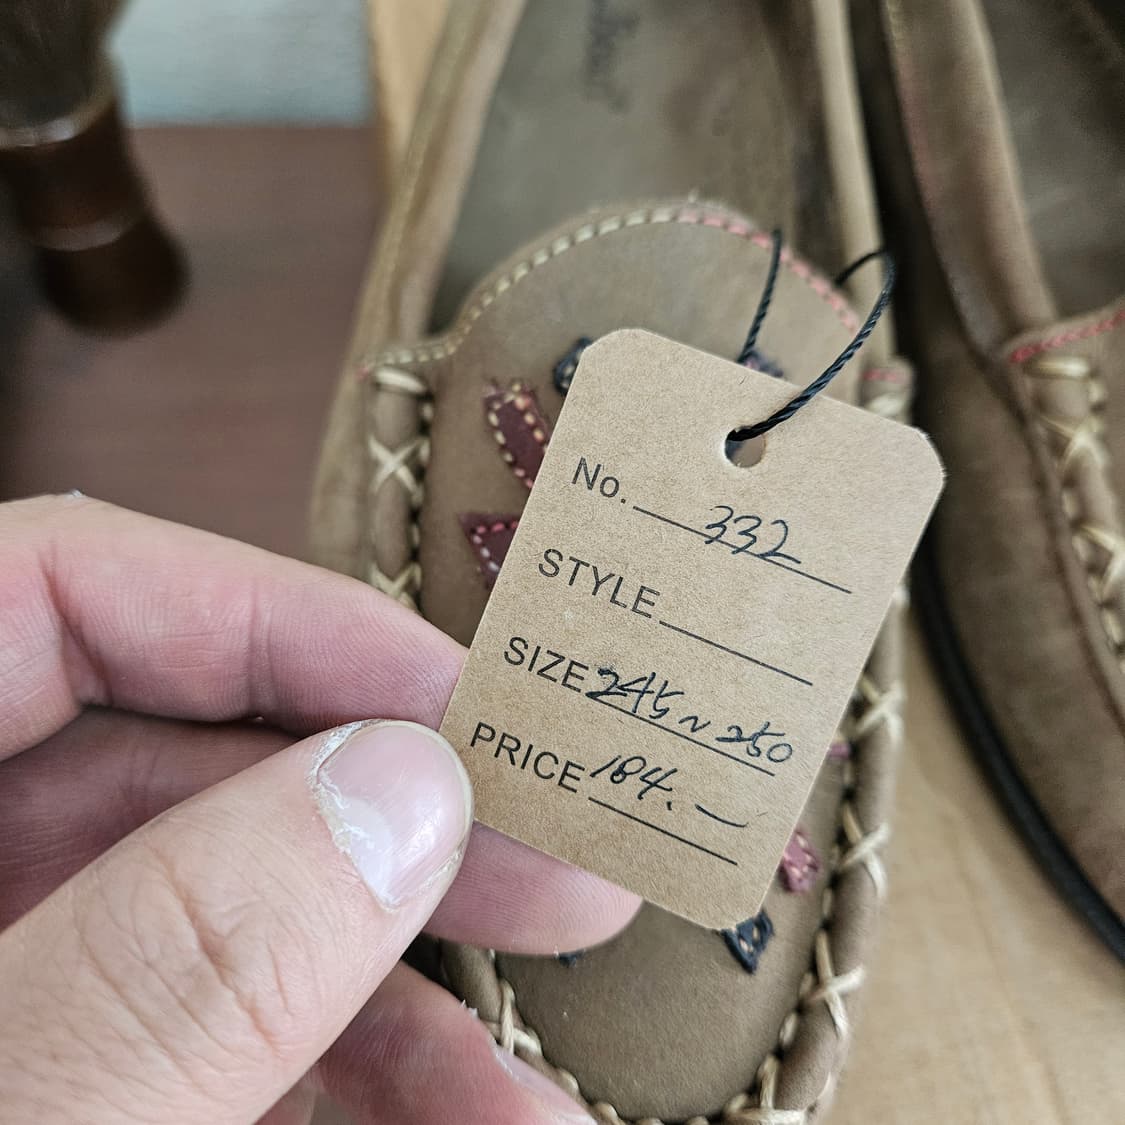 No. 332
STYLE
SIZE 245~250
PRICE 184.-